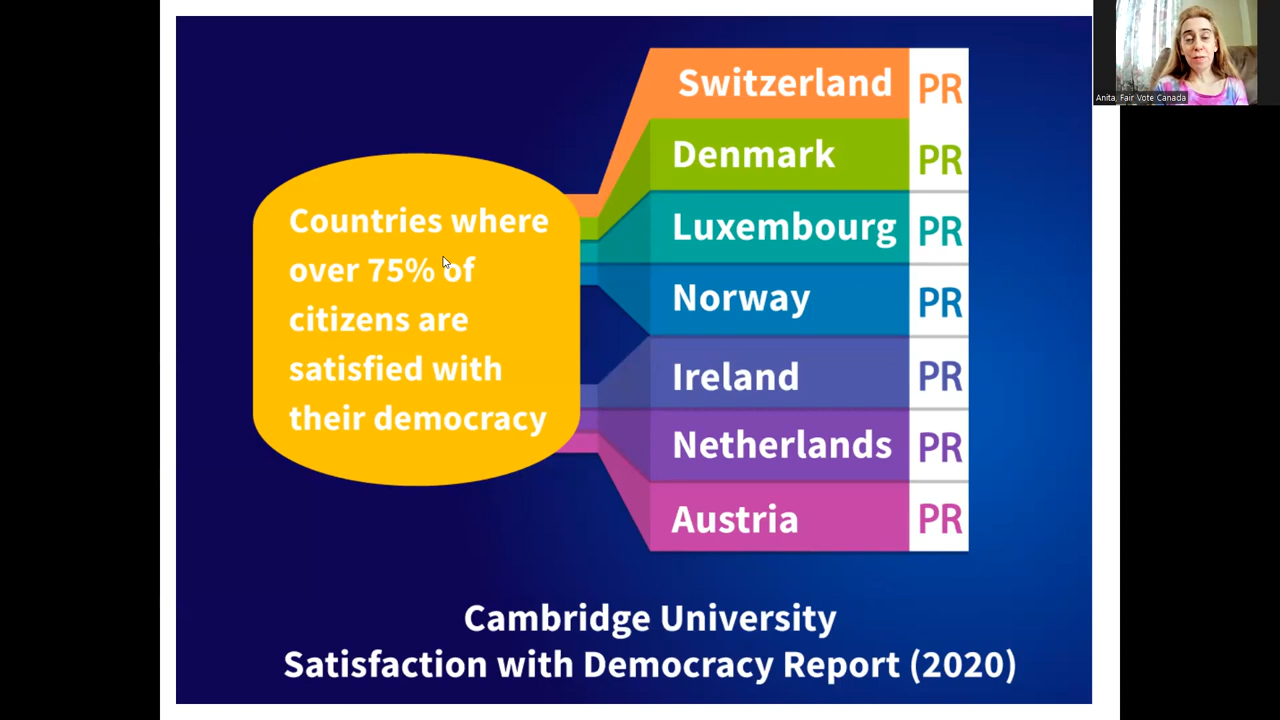 Switzerland PR
Denmark PR
Luxembourg PR
Norway PR
Ireland PR
Netherlands PR
Austria PR
Countries where
over 75% of
citizens are
satisfied with
their democracy
Cambridge University
Satisfaction with Democracy Report (2020)
Anita, Fair Vote Canada